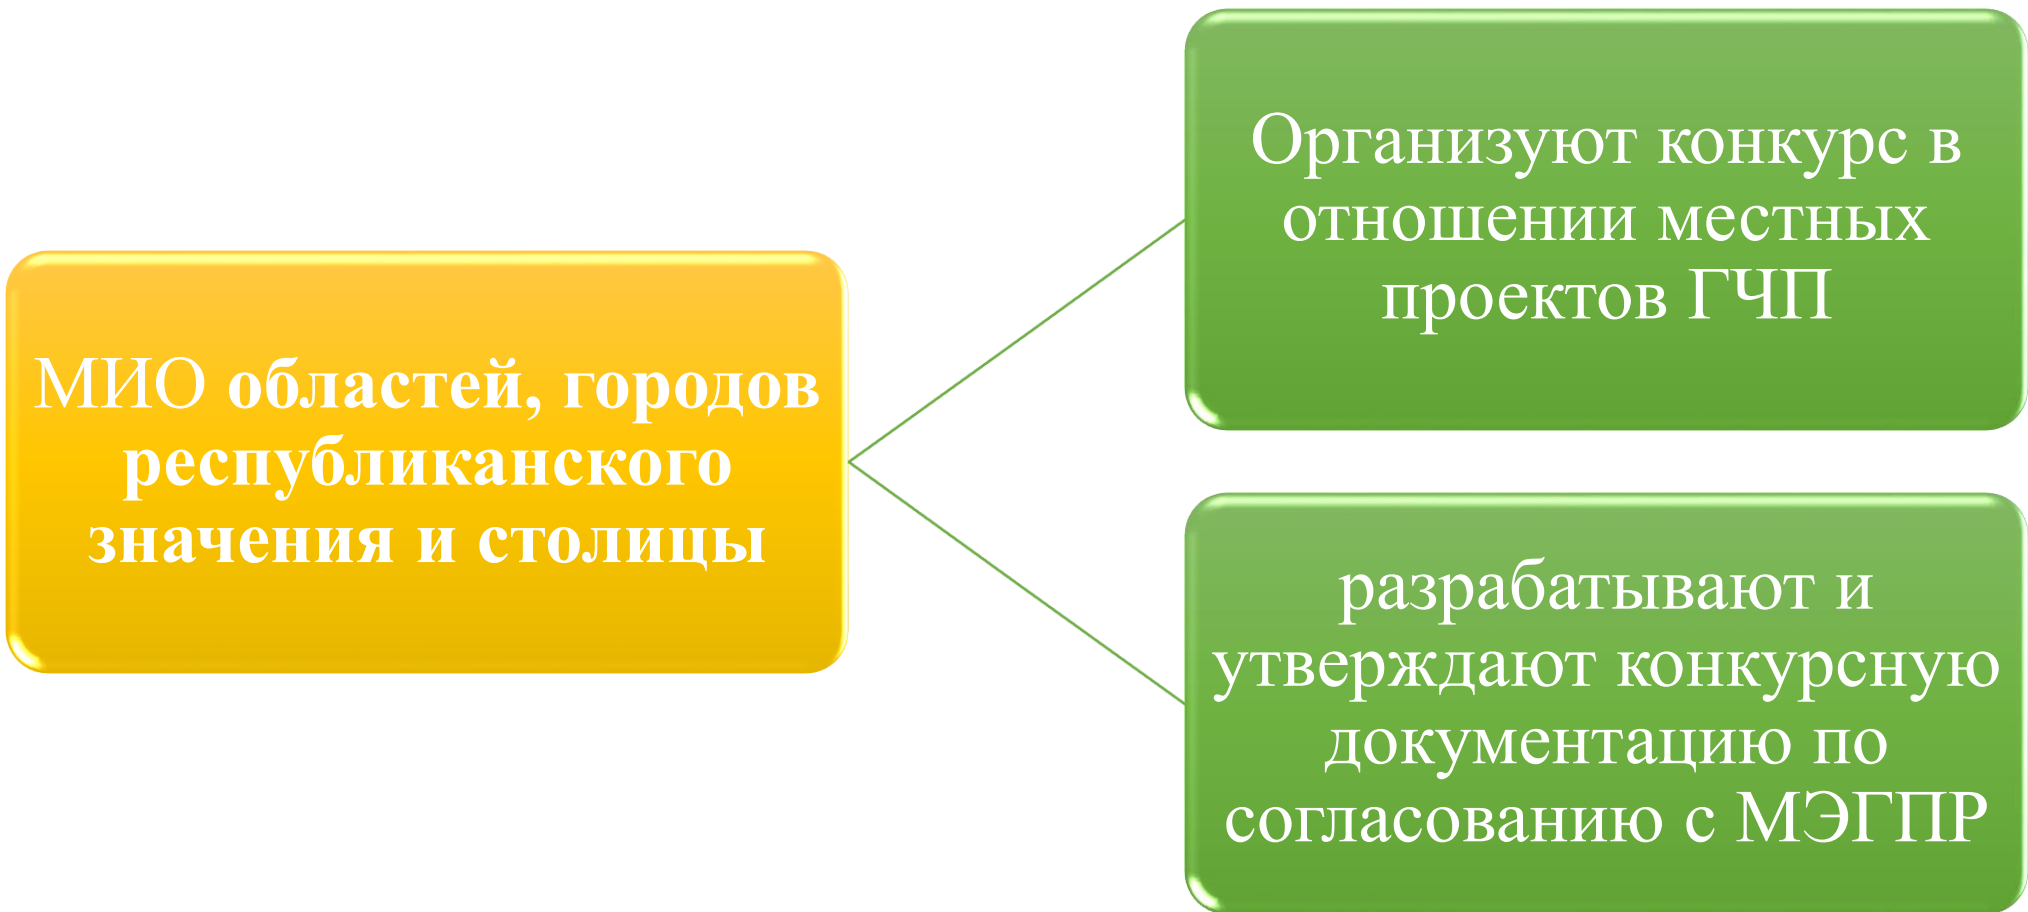 МИО областей, городов
республиканского
значения и столицы
Организуют конкурс в
отношении местных
проектов ГЧП
разрабатывают и
утверждают конкурсную
документацию по
согласованию с МЭГПР